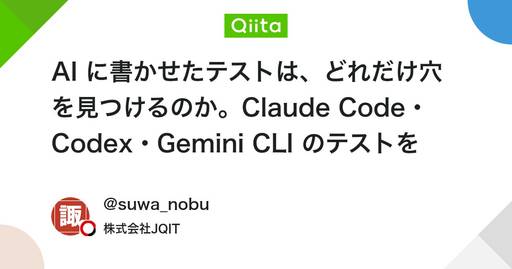 Qiita
AI に書かせたテストは、どれだけ穴
を見つけるのか。Claude Code・
Codex・Gemini CLI のテストを
諏
@suwa_nobu
株式会社JQIT